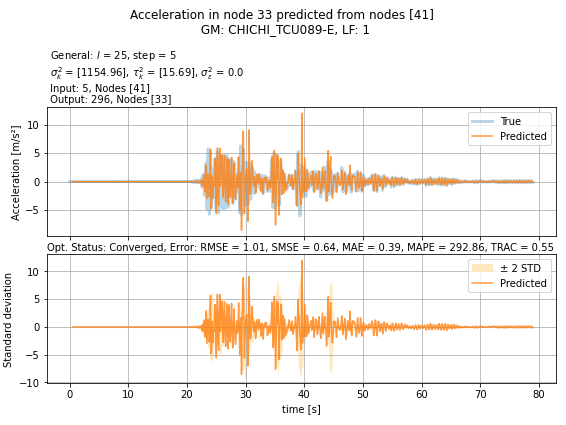 Acceleration in node 33 predicted from nodes [41]
GM: CHICHI_TCU089-E, LF: 1
General: l = 25, step = 5
σ²ₖ = [1154.96], τ²ₖ = [15.69], σ²ε = 0.0
Input: 5, Nodes [41]
Output: 296, Nodes [33]
Acceleration [m/s²]
10
5
0
−5
True
Predicted
Opt. Status: Converged, Error: RMSE = 1.01, SMSE = 0.64, MAE = 0.39, MAPE = 292.86, TRAC = 0.55
Standard deviation
10
5
0
−5
−10
± 2 STD
Predicted
0 10 20 30 40 50 60 70 80
time [s]